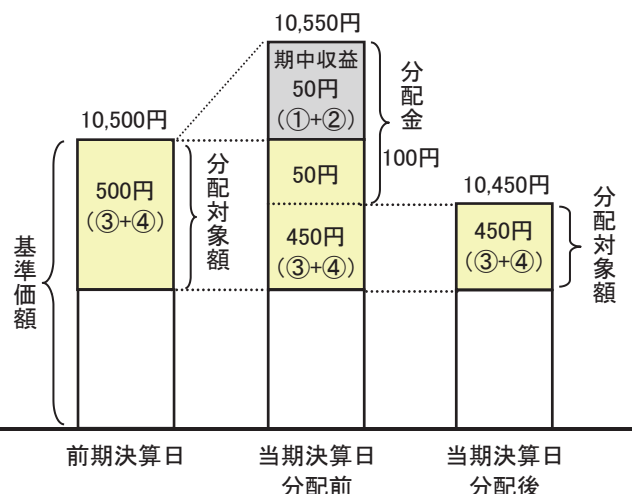 10,550円
期中収益
50円
(①+②)
分配金
100円
10,500円
500円
(③+④)
分配対象額
50円
450円
(③+④)
10,450円
450円
(③+④)
分配対象額
基準価額
前期決算日
当期決算日
分配前
当期決算日
分配後